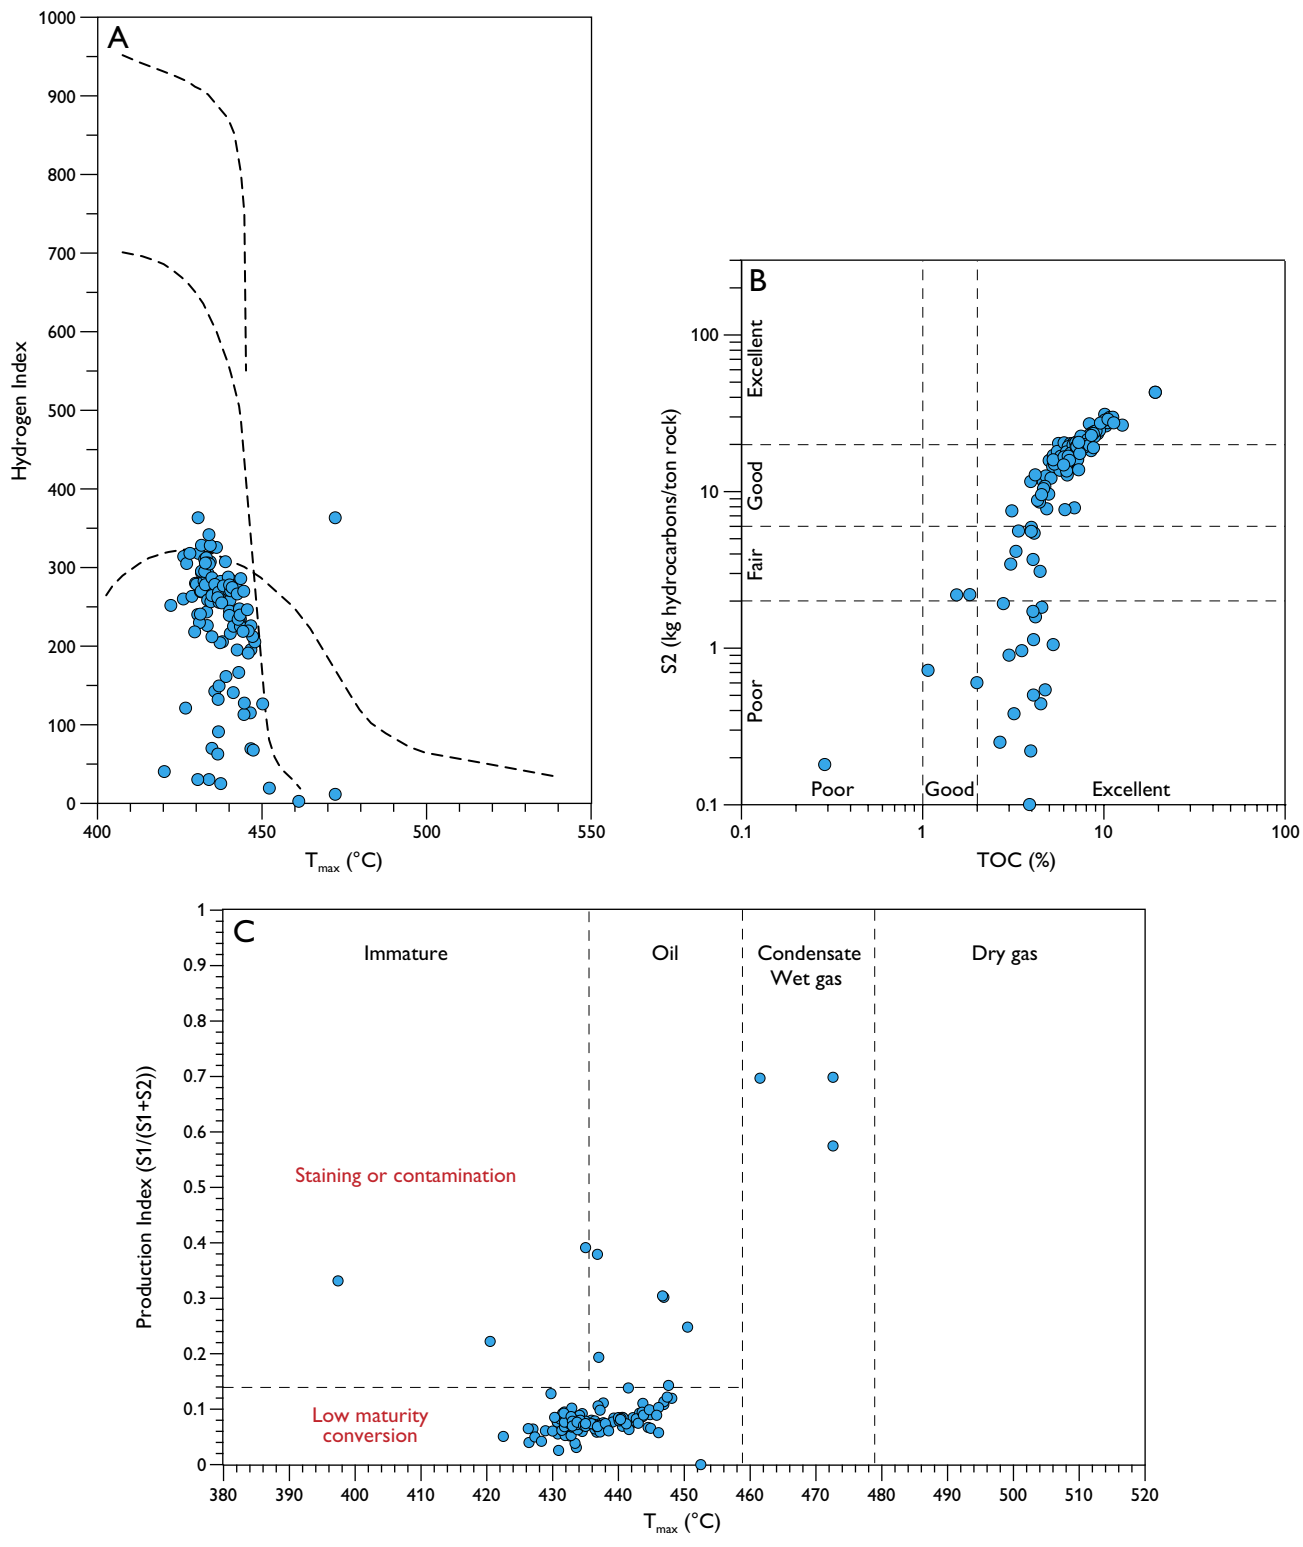 A
1000
900
800
700
600
500
400
300
200
100
0
Hydrogen Index
400
450
500
550
Tmax (°C)
B
100
10
1
0.1
S2 (kg hydrocarbons/ton rock)
Excellent
Good
Fair
Poor
Poor
Good
Excellent
0.1
1
10
100
TOC (%)
C
1
0.9
0.8
0.7
0.6
0.5
0.4
0.3
0.2
0.1
0
Production Index (S1/(S1+S2))
Immature
Oil
Condensate
Wet gas
Dry gas
Staining or contamination
Low maturity
conversion
380
390
400
410
420
430
440
450
460
470
480
490
500
510
520
Tmax (°C)